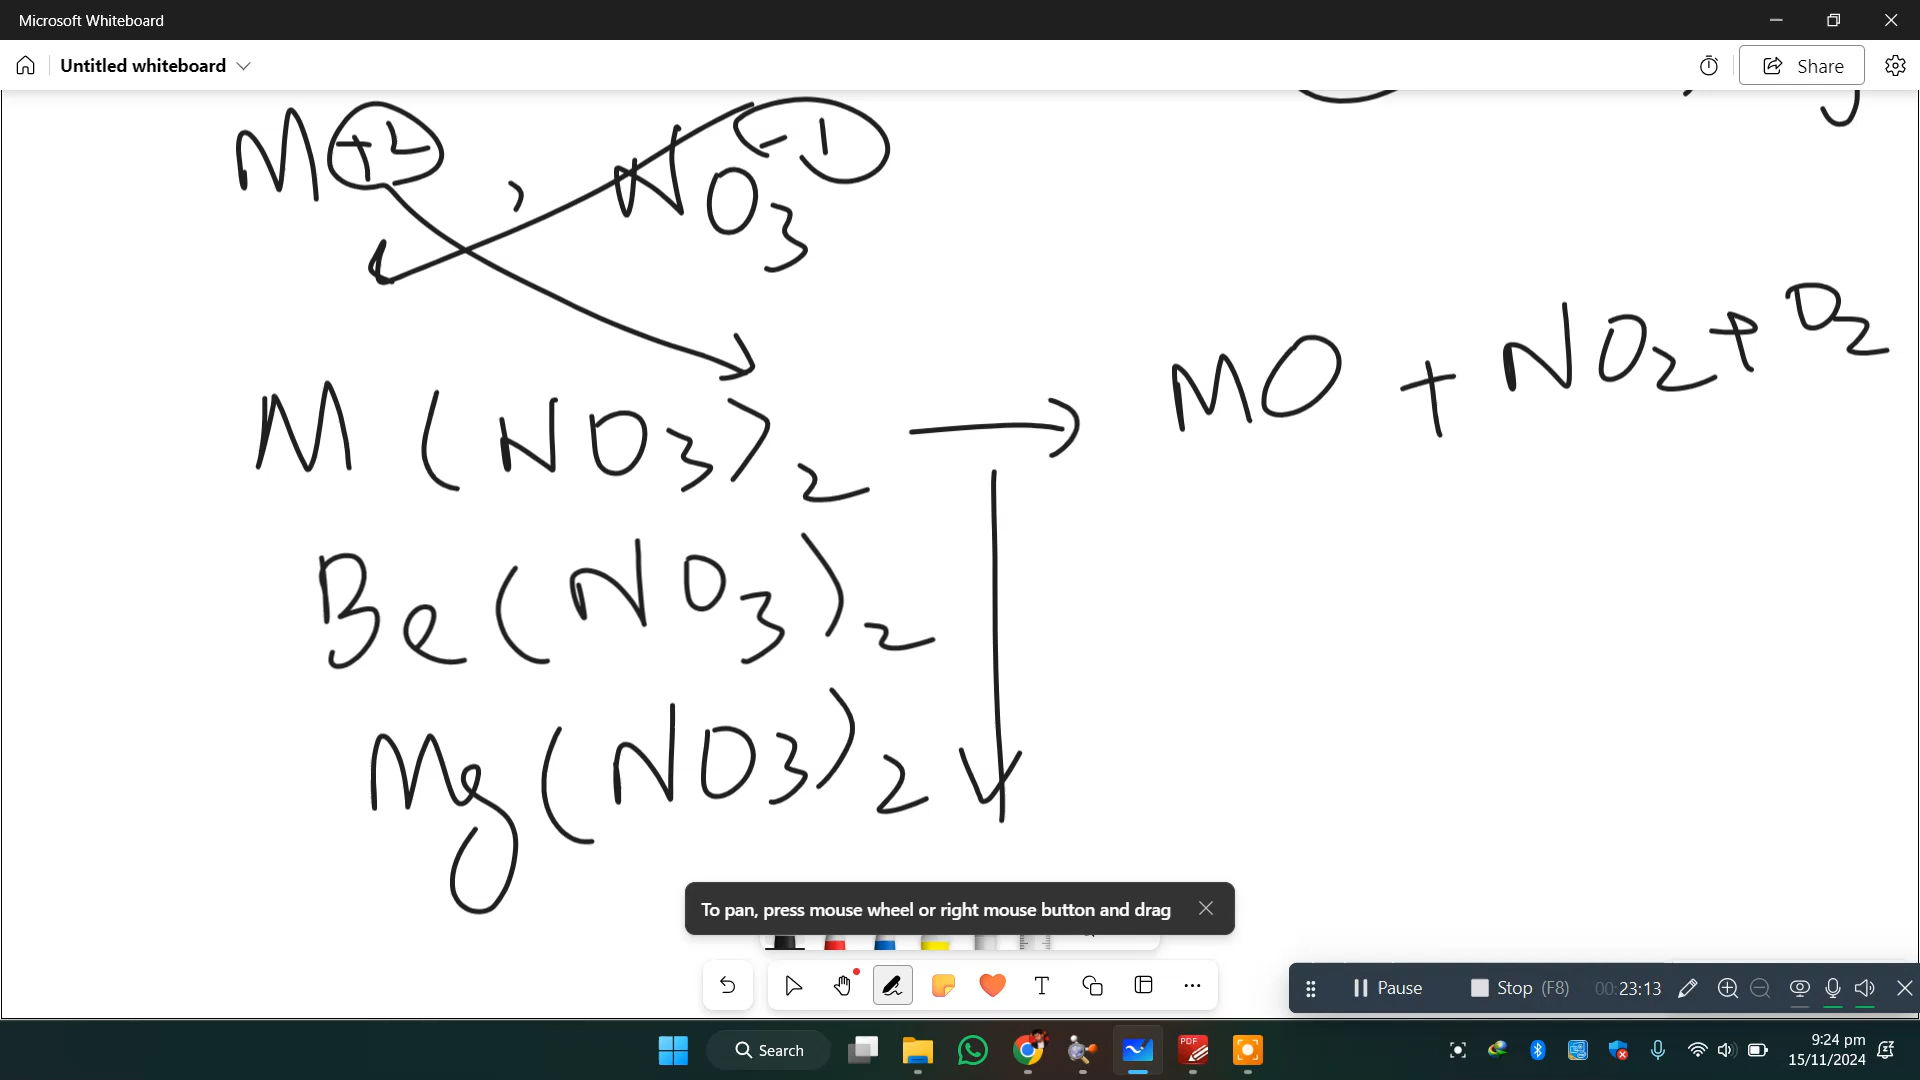 Microsoft Whiteboard
Untitled whiteboard
Share
M+2 , NO3 -1
M(NO3)2 → MO + NO2 + O2
Be(NO3)2
Mg(NO3)2
To pan, press mouse wheel or right mouse button and drag
Pause
Stop (F8)
00:23:13
Search
PDF
9:24 pm
15/11/2024